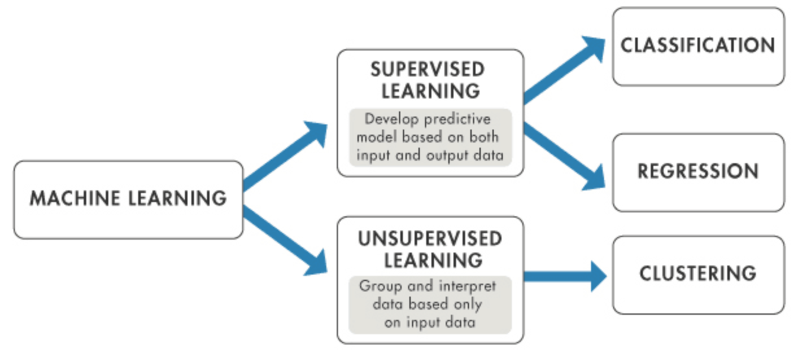 MACHINE LEARNING
SUPERVISED
LEARNING
Develop predictive
model based on both
input and output data
UNSUPERVISED
LEARNING
Group and interpret
data based only
on input data
CLASSIFICATION
REGRESSION
CLUSTERING